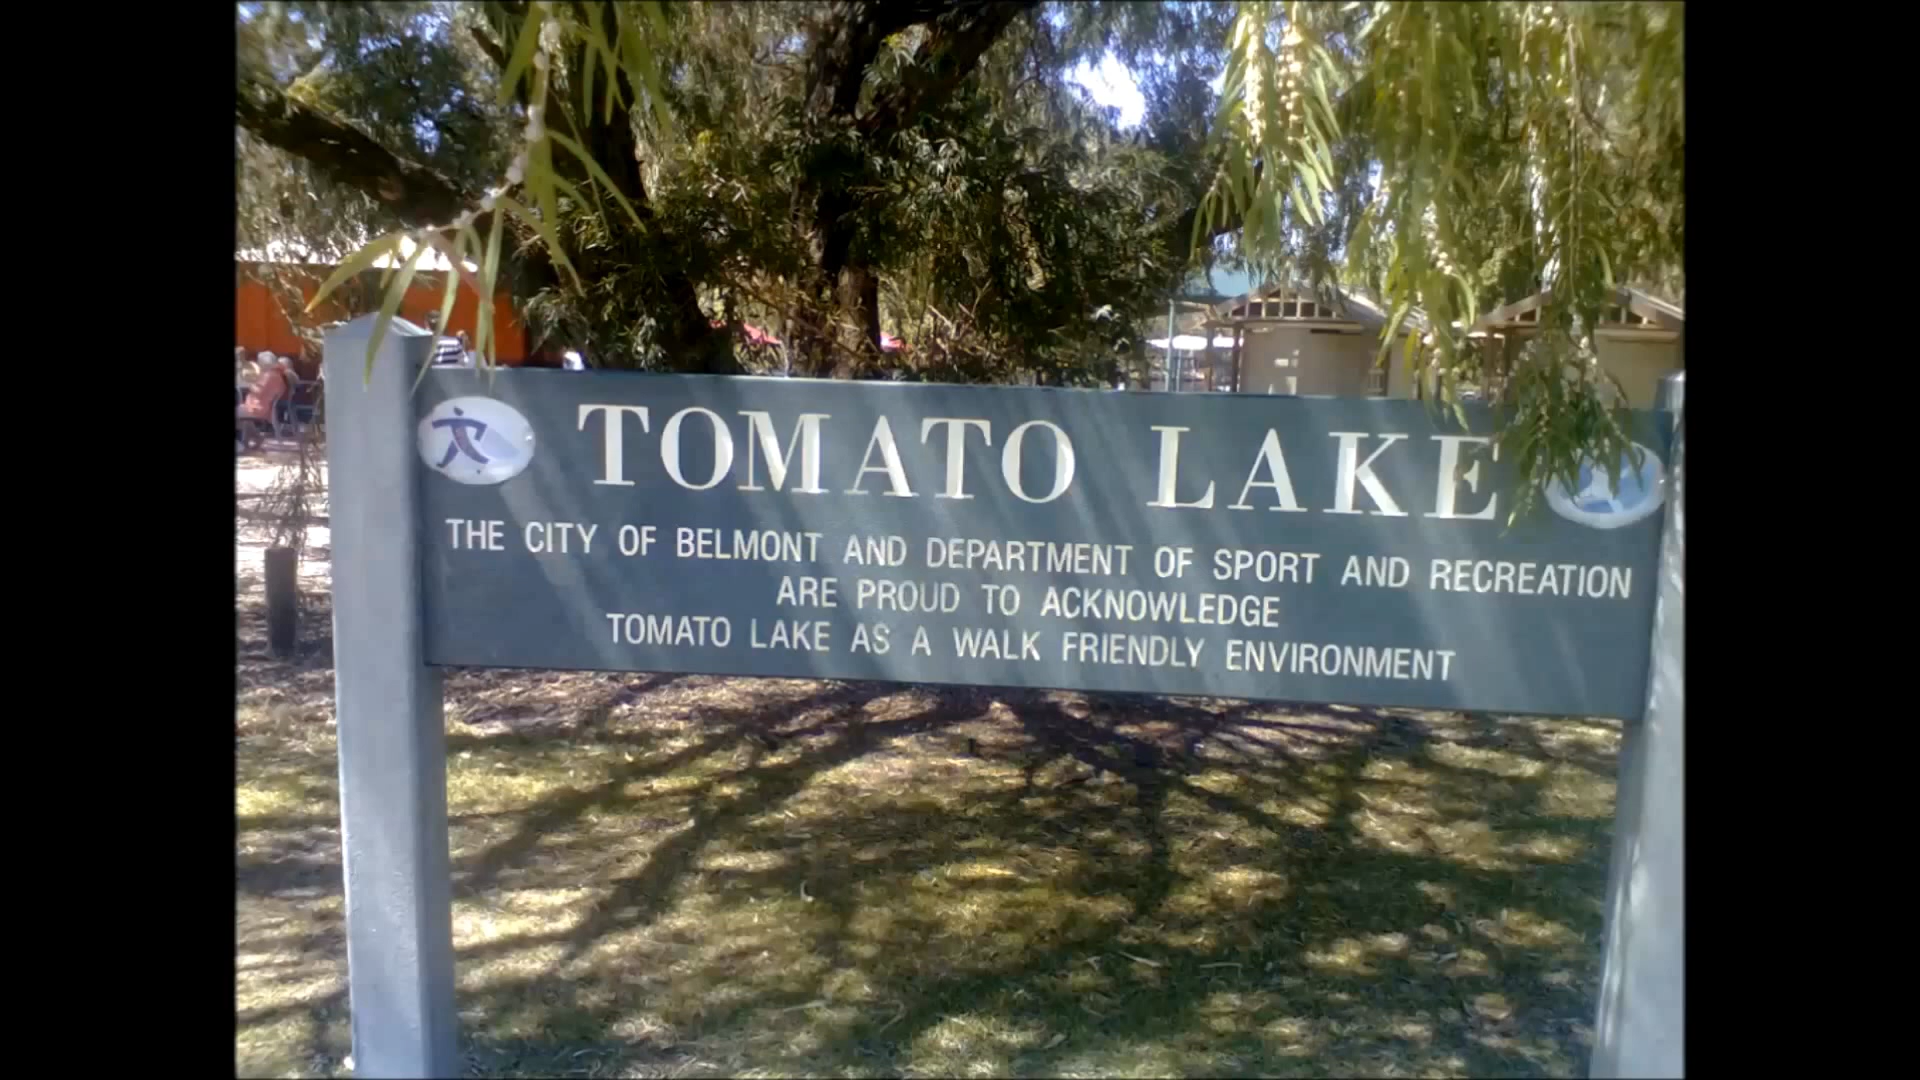 TOMATO LAKE
THE CITY OF BELMONT AND DEPARTMENT OF SPORT AND RECREATION
ARE PROUD TO ACKNOWLEDGE
TOMATO LAKE AS A WALK FRIENDLY ENVIRONMENT